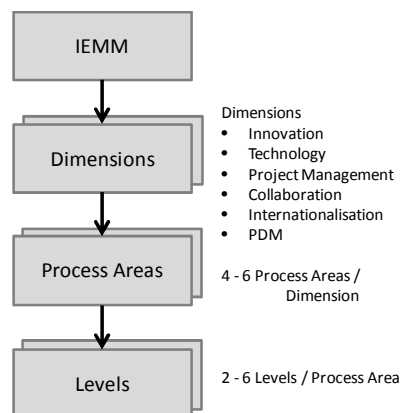 IEMM
Dimensions
Dimensions
• Innovation
• Technology
• Project Management
• Collaboration
• Internationalisation
• PDM
Process Areas
4 - 6 Process Areas /
Dimension
Levels
2 - 6 Levels / Process Area